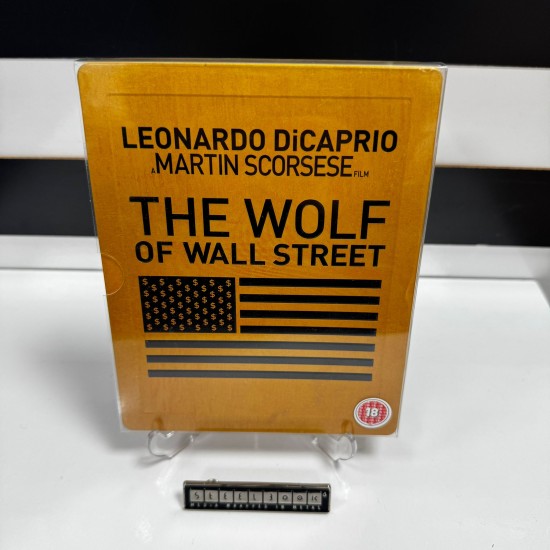 LEONARDO DiCAPRIO
A MARTIN SCORSESE FILM
THE WOLF
OF WALL STREET
18
STEELBOOK
MEDIA WRAPPED IN METAL